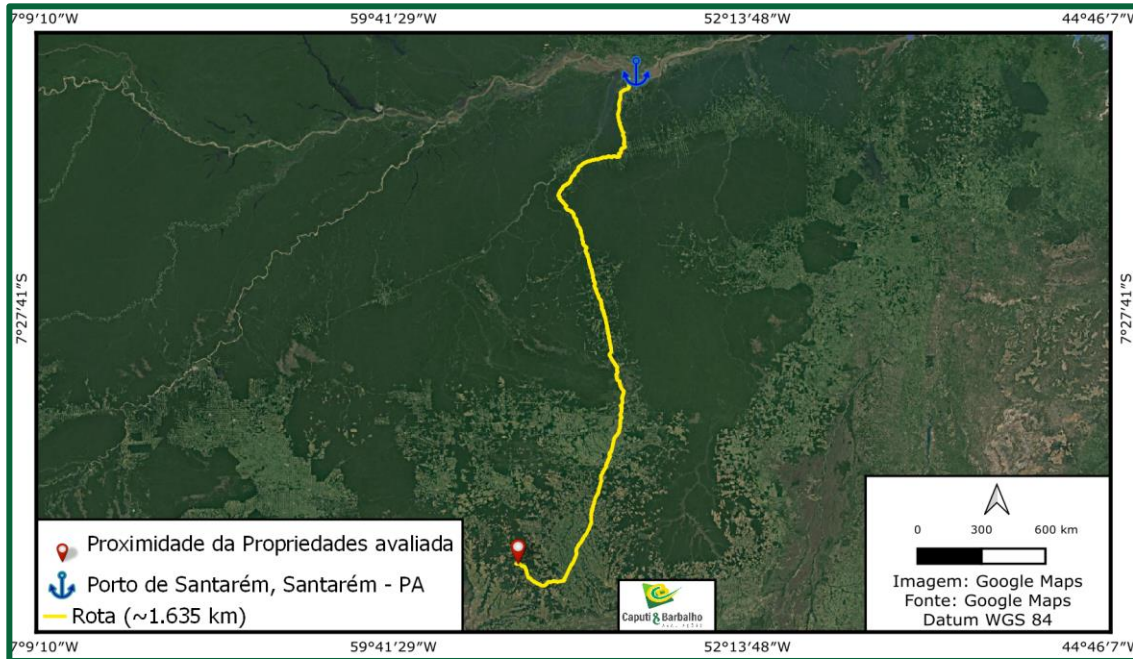 7°9′10″W 59°41′29″W 52°13′48″W 44°46′7″W
7°27′41″S 7°27′41″S
Proximidade da Propriedades avaliada
Porto de Santarém, Santarém - PA
Rota (~1.635 km)
Caputi & Barbalho
0 300 600 km
Imagem: Google Maps
Fonte: Google Maps
Datum WGS 84
7°9′10″W 59°41′29″W 52°13′48″W 44°46′7″W